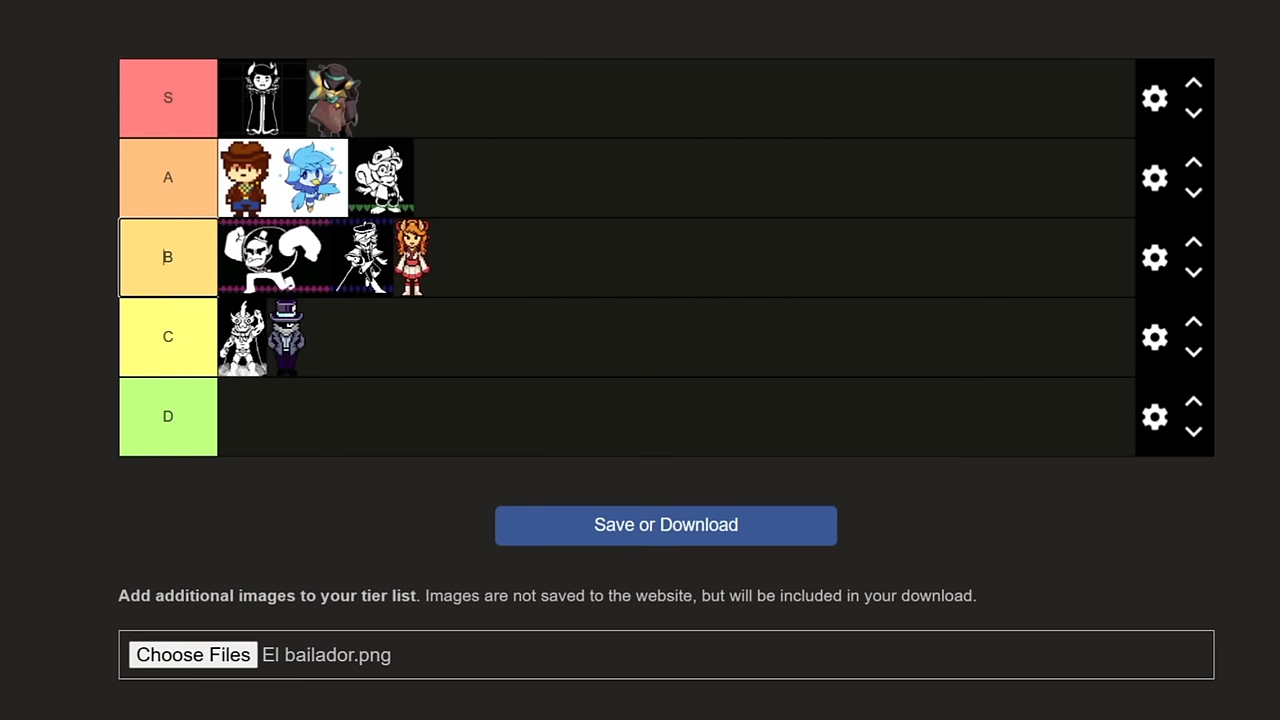 S
A
B
C
D
Save or Download
Add additional images to your tier list. Images are not saved to the website, but will be included in your download.
Choose Files El bailador.png